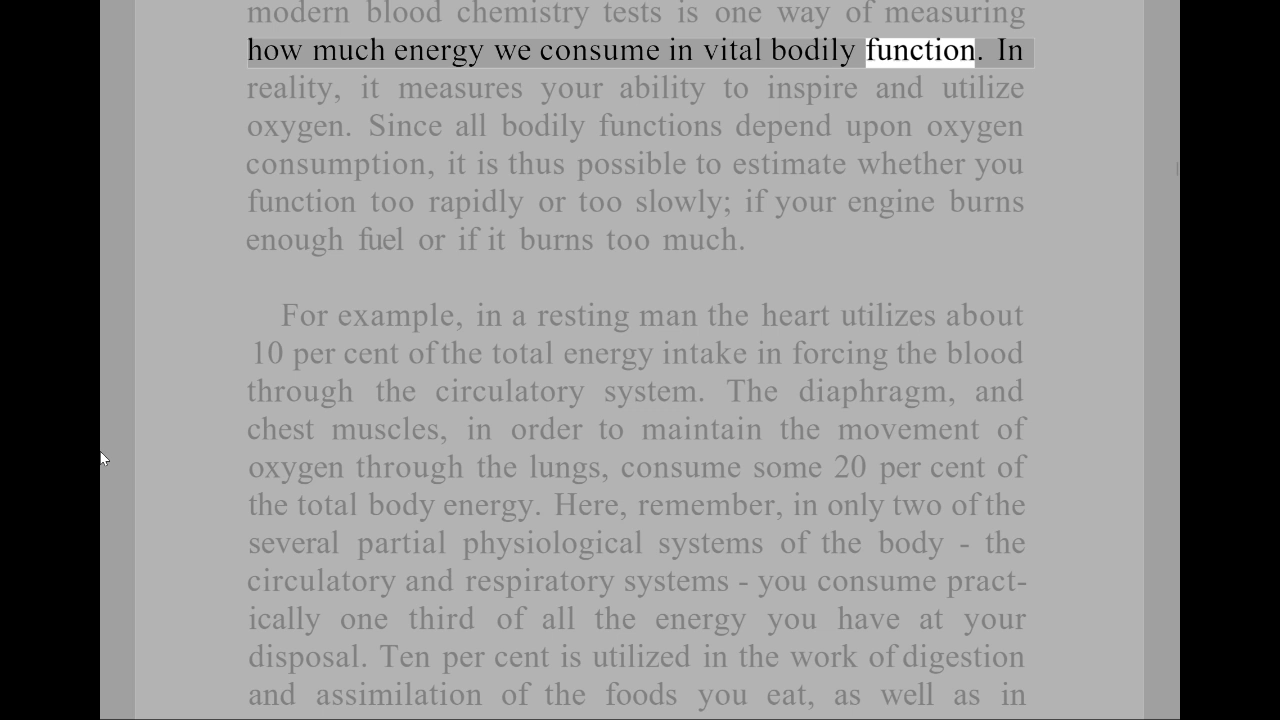 modern blood chemistry tests is one way of measuring
how much energy we consume in vital bodily function. In
reality, it measures your ability to inspire and utilize
oxygen. Since all bodily functions depend upon oxygen
consumption, it is thus possible to estimate whether you
function too rapidly or too slowly; if your engine burns
enough fuel or if it burns too much.
For example, in a resting man the heart utilizes about
10 per cent of the total energy intake in forcing the blood
through the circulatory system. The diaphragm, and
chest muscles, in order to maintain the movement of
oxygen through the lungs, consume some 20 per cent of
the total body energy. Here, remember, in only two of the
several partial physiological systems of the body - the
circulatory and respiratory systems - you consume pract-
ically one third of all the energy you have at your
disposal. Ten per cent is utilized in the work of digestion
and assimilation of the foods you eat, as well as in